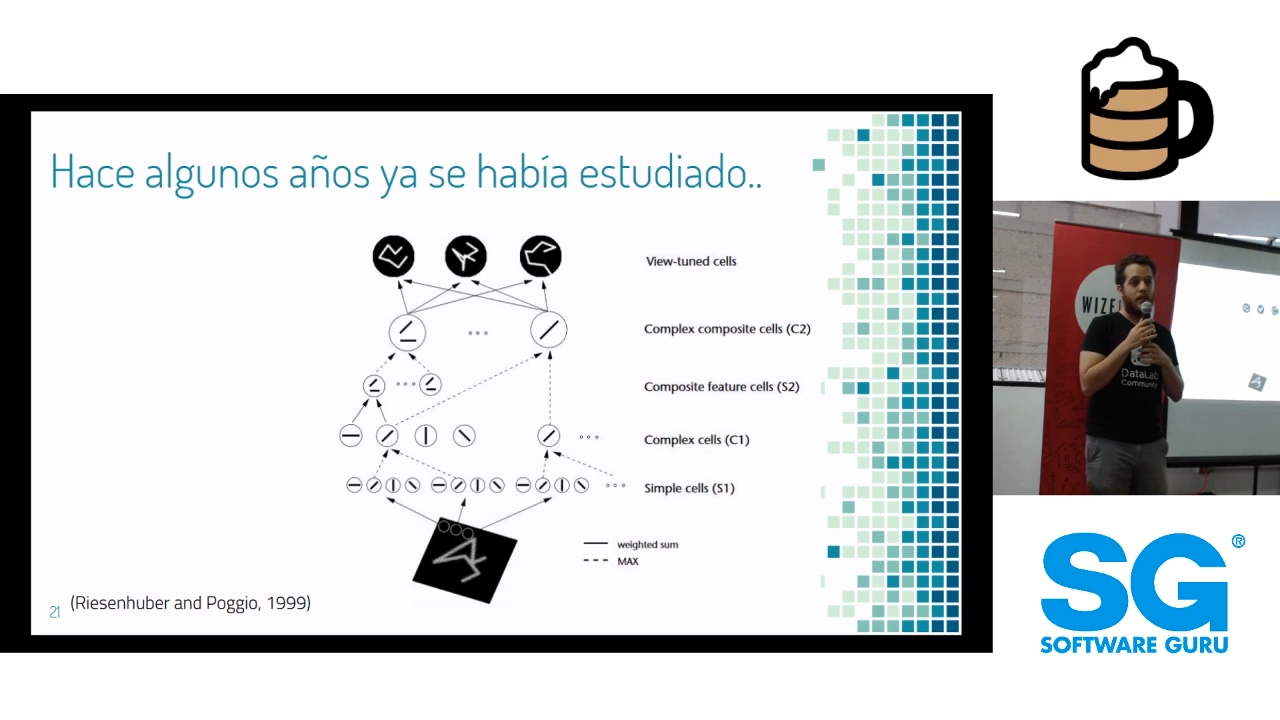 Hace algunos años ya se había estudiado..
View-tuned cells
Complex composite cells (C2)
Composite feature cells (S2)
Complex cells (C1)
Simple cells (S1)
weighted sum
MAX
(Riesenhuber and Poggio, 1999)
21
DataLab
Community
SG®
SOFTWARE GURU